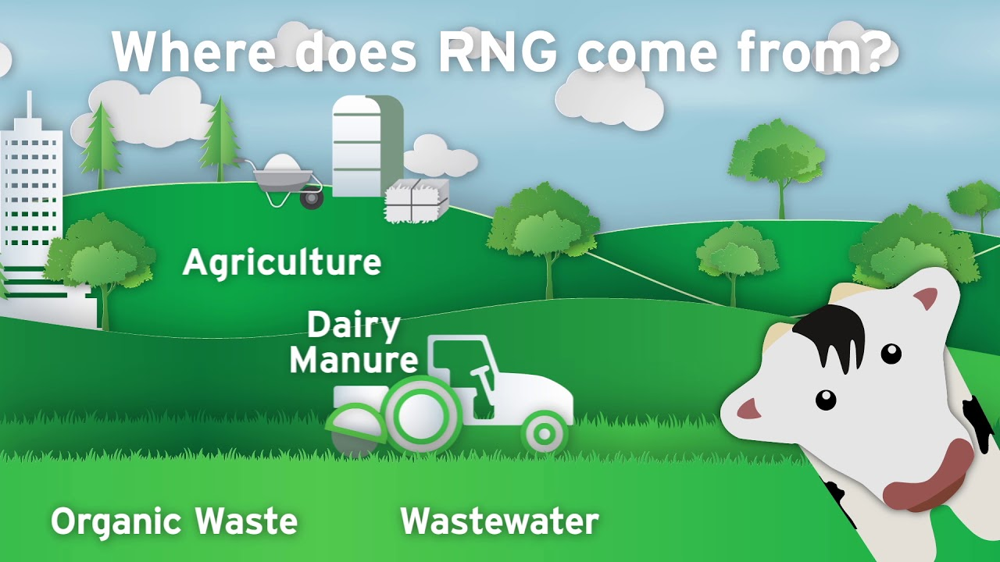 Where does RNG come from?
Agriculture
Dairy
Manure
Organic Waste
Wastewater